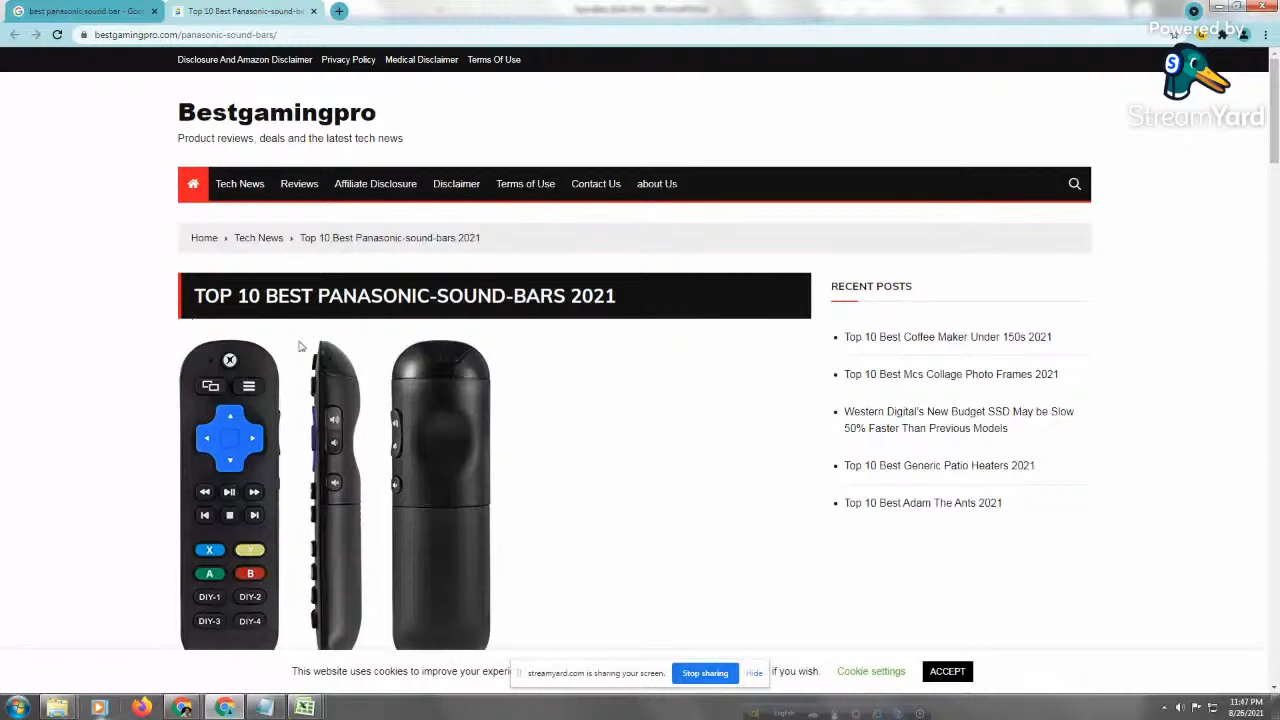 best panasonic sound bar - Goo
Top 10 Best Panasonic-sound-ba
bestgamingpro.com/panasonic-sound-bars/
Powered by
StreamYard
Disclosure And Amazon Disclaimer Privacy Policy Medical Disclaimer Terms Of Use
Bestgamingpro
Product reviews, deals and the latest tech news
Tech News Reviews Affiliate Disclosure Disclaimer Terms of Use Contact Us about Us
Home › Tech News › Top 10 Best Panasonic-sound-bars 2021
TOP 10 BEST PANASONIC-SOUND-BARS 2021
RECENT POSTS
Top 10 Best Coffee Maker Under 150s 2021
Top 10 Best Mcs Collage Photo Frames 2021
Western Digital's New Budget SSD May be Slow
50% Faster Than Previous Models
Top 10 Best Generic Patio Heaters 2021
Top 10 Best Adam The Ants 2021
X Y
A B
DIY-1 DIY-2
DIY-3 DIY-4
This website uses cookies to improve your experi
streamyard.com is sharing your screen. Stop sharing Hide
if you wish. Cookie settings ACCEPT
English
11:47 PM
8/26/2021